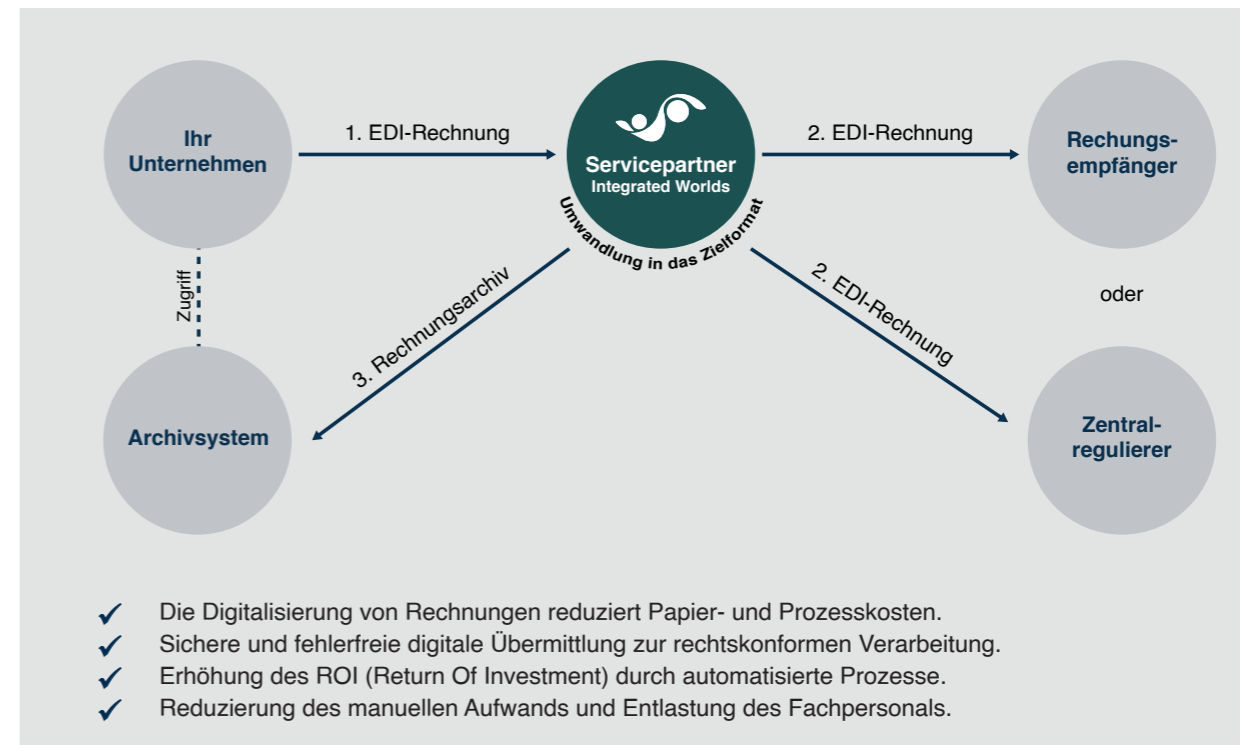 Ihr
Unternehmen
1. EDI-Rechnung
Servicepartner
Integrated Worlds
Umwandlung in das Zielformat
2. EDI-Rechnung
Rechungs-
empfänger
Zugriff
3. Rechnungsarchiv
2. EDI-Rechnung
oder
Archivsystem
Zentral-
regulierer
✓ Die Digitalisierung von Rechnungen reduziert Papier- und Prozesskosten.
✓ Sichere und fehlerfreie digitale Übermittlung zur rechtskonformen Verarbeitung.
✓ Erhöhung des ROI (Return Of Investment) durch automatisierte Prozesse.
✓ Reduzierung des manuellen Aufwands und Entlastung des Fachpersonals.